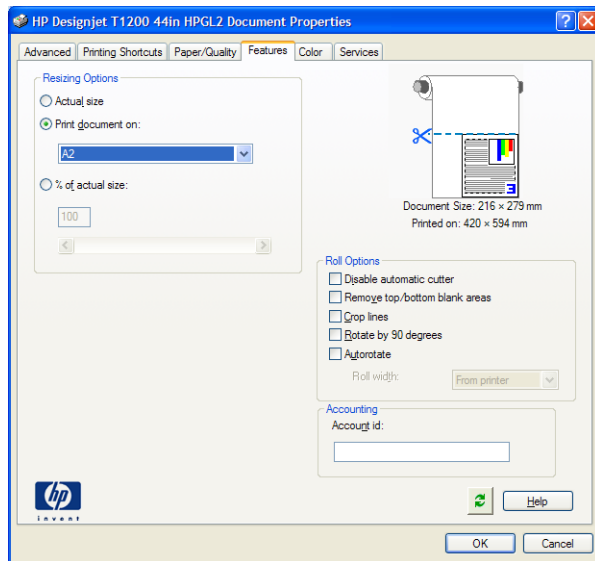 HP Designjet T1200 44in HPGL2 Document Properties
Advanced Printing Shortcuts Paper/Quality Features Color Services
Resizing Options
Actual size
Print document on:
A2
% of actual size:
100
3
Document Size: 216 × 279 mm
Printed on: 420 × 594 mm
Roll Options
Disable automatic cutter
Remove top/bottom blank areas
Crop lines
Rotate by 90 degrees
Autorotate
Roll width: From printer
Accounting
Account id:
hp
invent
Help
OK Cancel